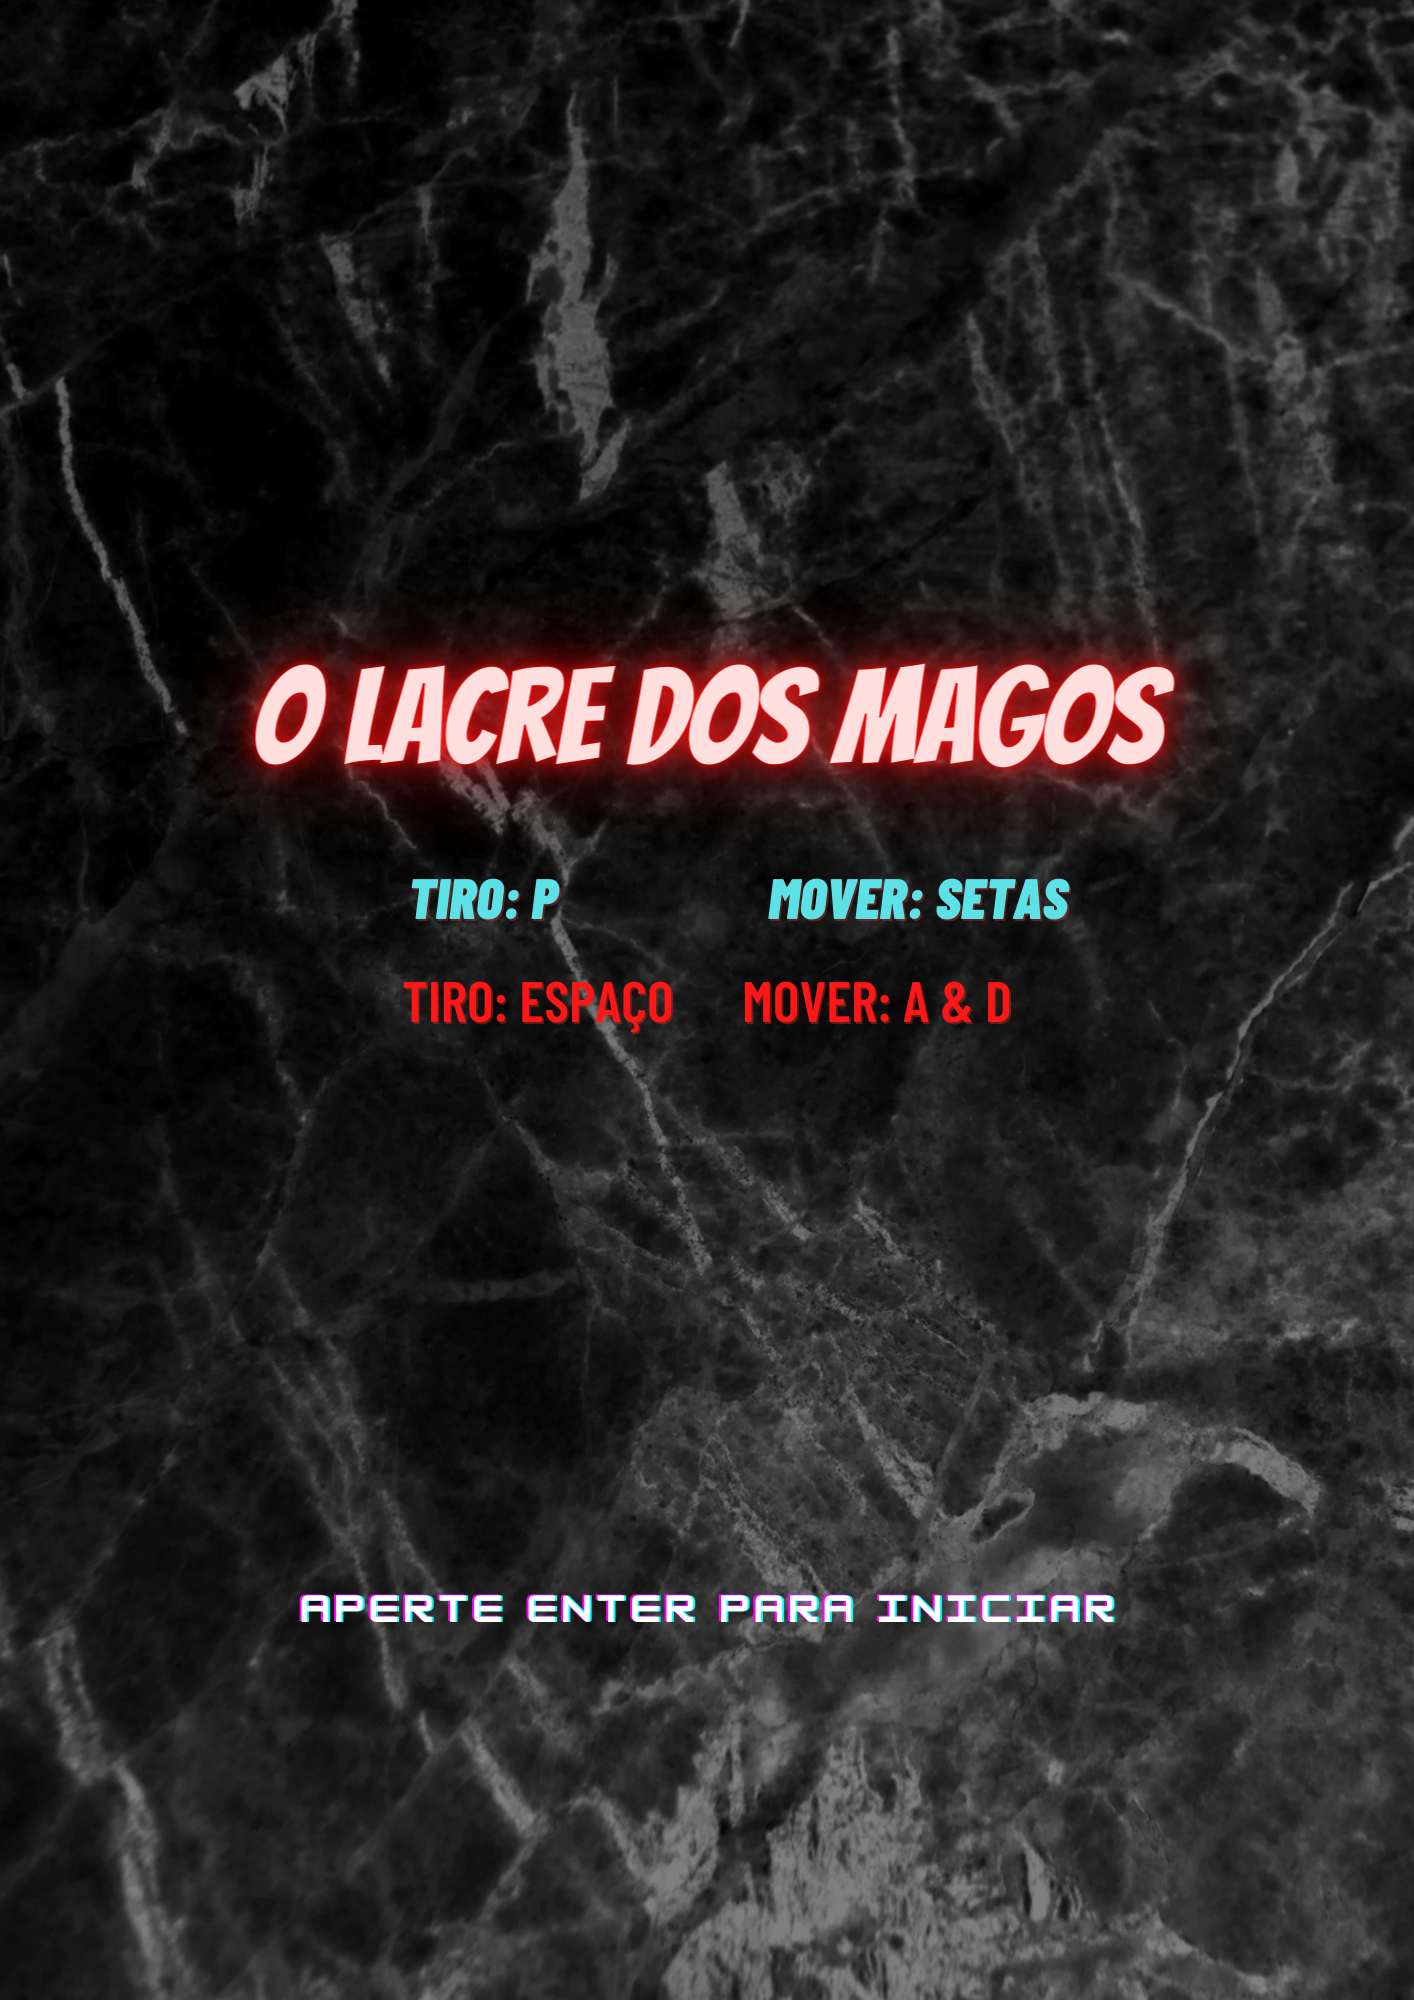 O LACRE DOS MAGOS
TIRO: P MOVER: SETAS
TIRO: ESPAÇO MOVER: A & D
APERTE ENTER PARA INICIAR